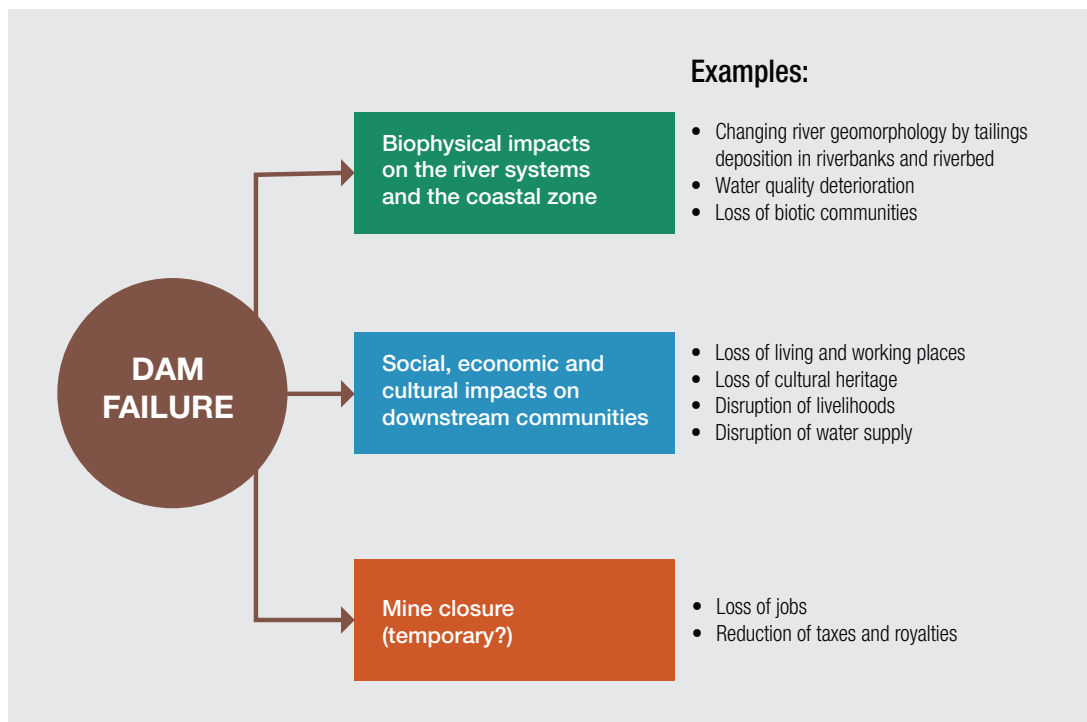 Examples:
DAM
FAILURE
Biophysical impacts
on the river systems
and the coastal zone
• Changing river geomorphology by tailings
deposition in riverbanks and riverbed
• Water quality deterioration
• Loss of biotic communities
Social, economic and
cultural impacts on
downstream communities
• Loss of living and working places
• Loss of cultural heritage
• Disruption of livelihoods
• Disruption of water supply
Mine closure
(temporary?)
• Loss of jobs
• Reduction of taxes and royalties